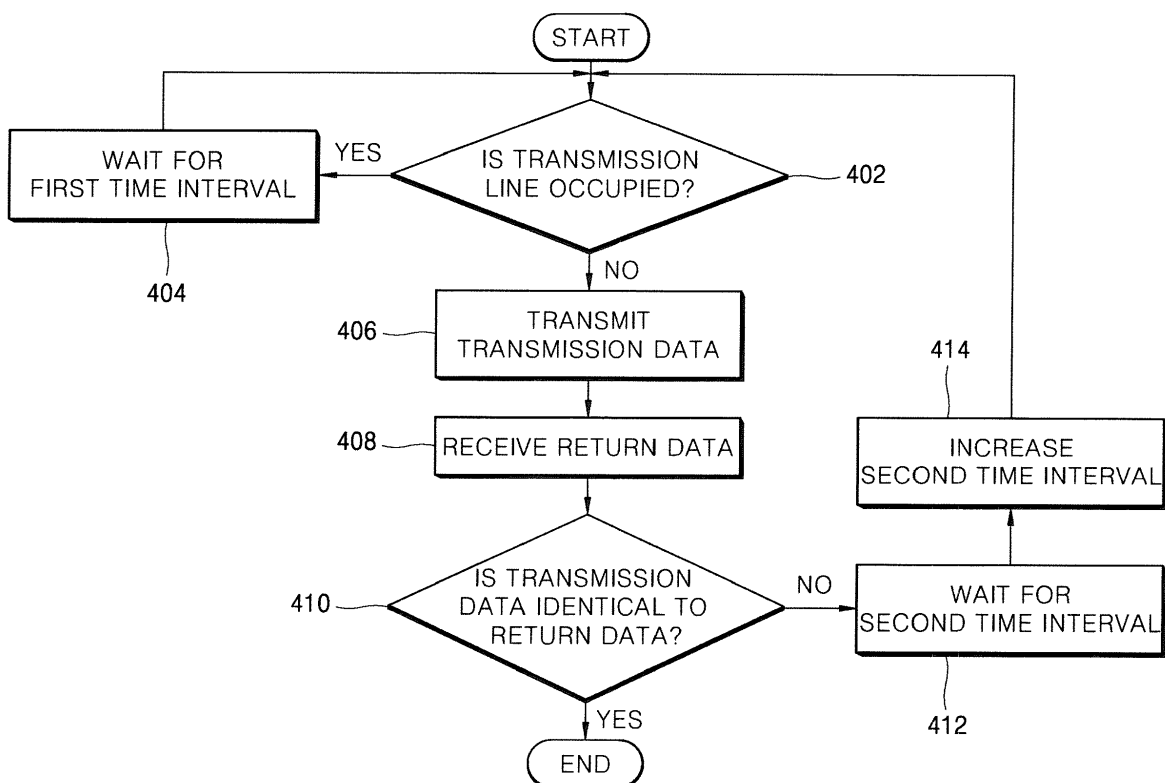 START
WAIT FOR
FIRST TIME INTERVAL
404
YES
IS TRANSMISSION
LINE OCCUPIED?
402
NO
406
TRANSMIT
TRANSMISSION DATA
408
RECEIVE RETURN DATA
414
INCREASE
SECOND TIME INTERVAL
410
IS TRANSMISSION
DATA IDENTICAL TO
RETURN DATA?
NO
WAIT FOR
SECOND TIME INTERVAL
412
YES
END